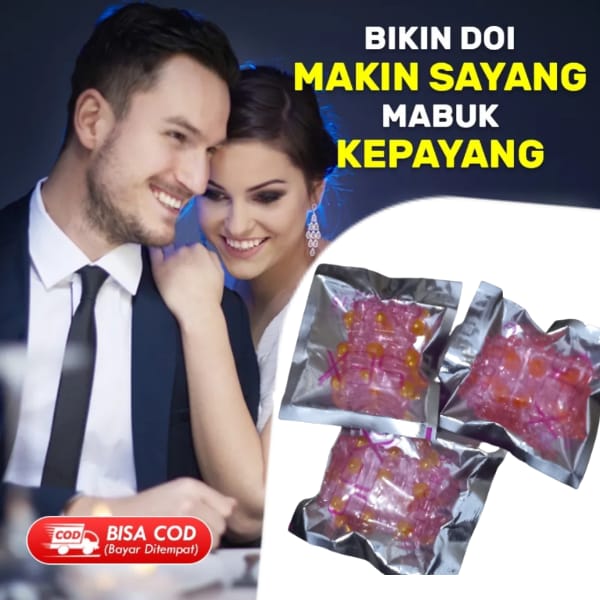 BIKIN DOI
MAKIN SAYANG
MABUK
KEPAYANG
COD
BISA COD
(Bayar Ditempat)